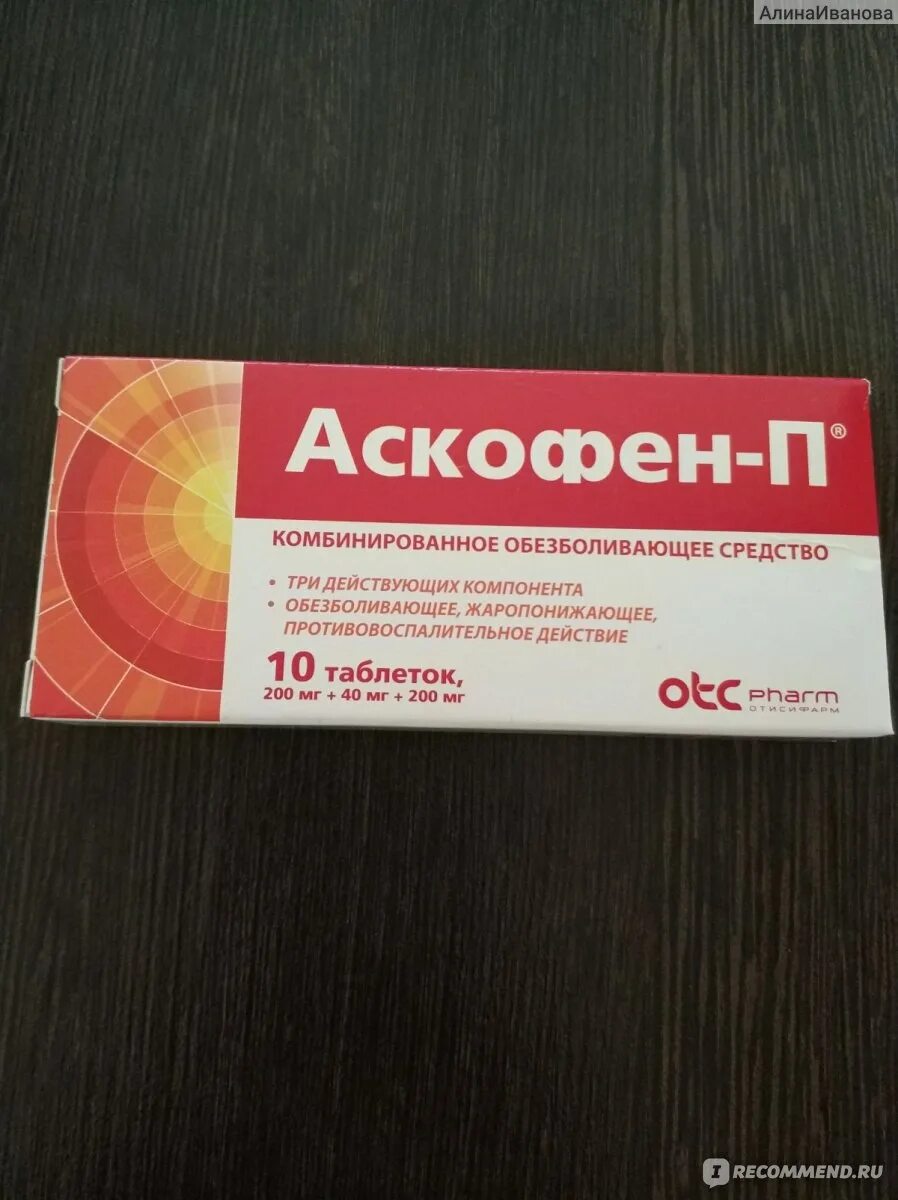 АлинаИванова
Аскофен-П®
КОМБИНИРОВАННОЕ ОБЕЗБОЛИВАЮЩЕЕ СРЕДСТВО
• ТРИ ДЕЙСТВУЮЩИХ КОМПОНЕНТА
• ОБЕЗБОЛИВАЮЩЕЕ, ЖАРОПОНИЖАЮЩЕЕ,
ПРОТИВОВОСПАЛИТЕЛЬНОЕ ДЕЙСТВИЕ
10 таблеток,
200 мг + 40 мг + 200 мг
otc pharm
ОТИСИФАРМ
IRECOMMEND.RU